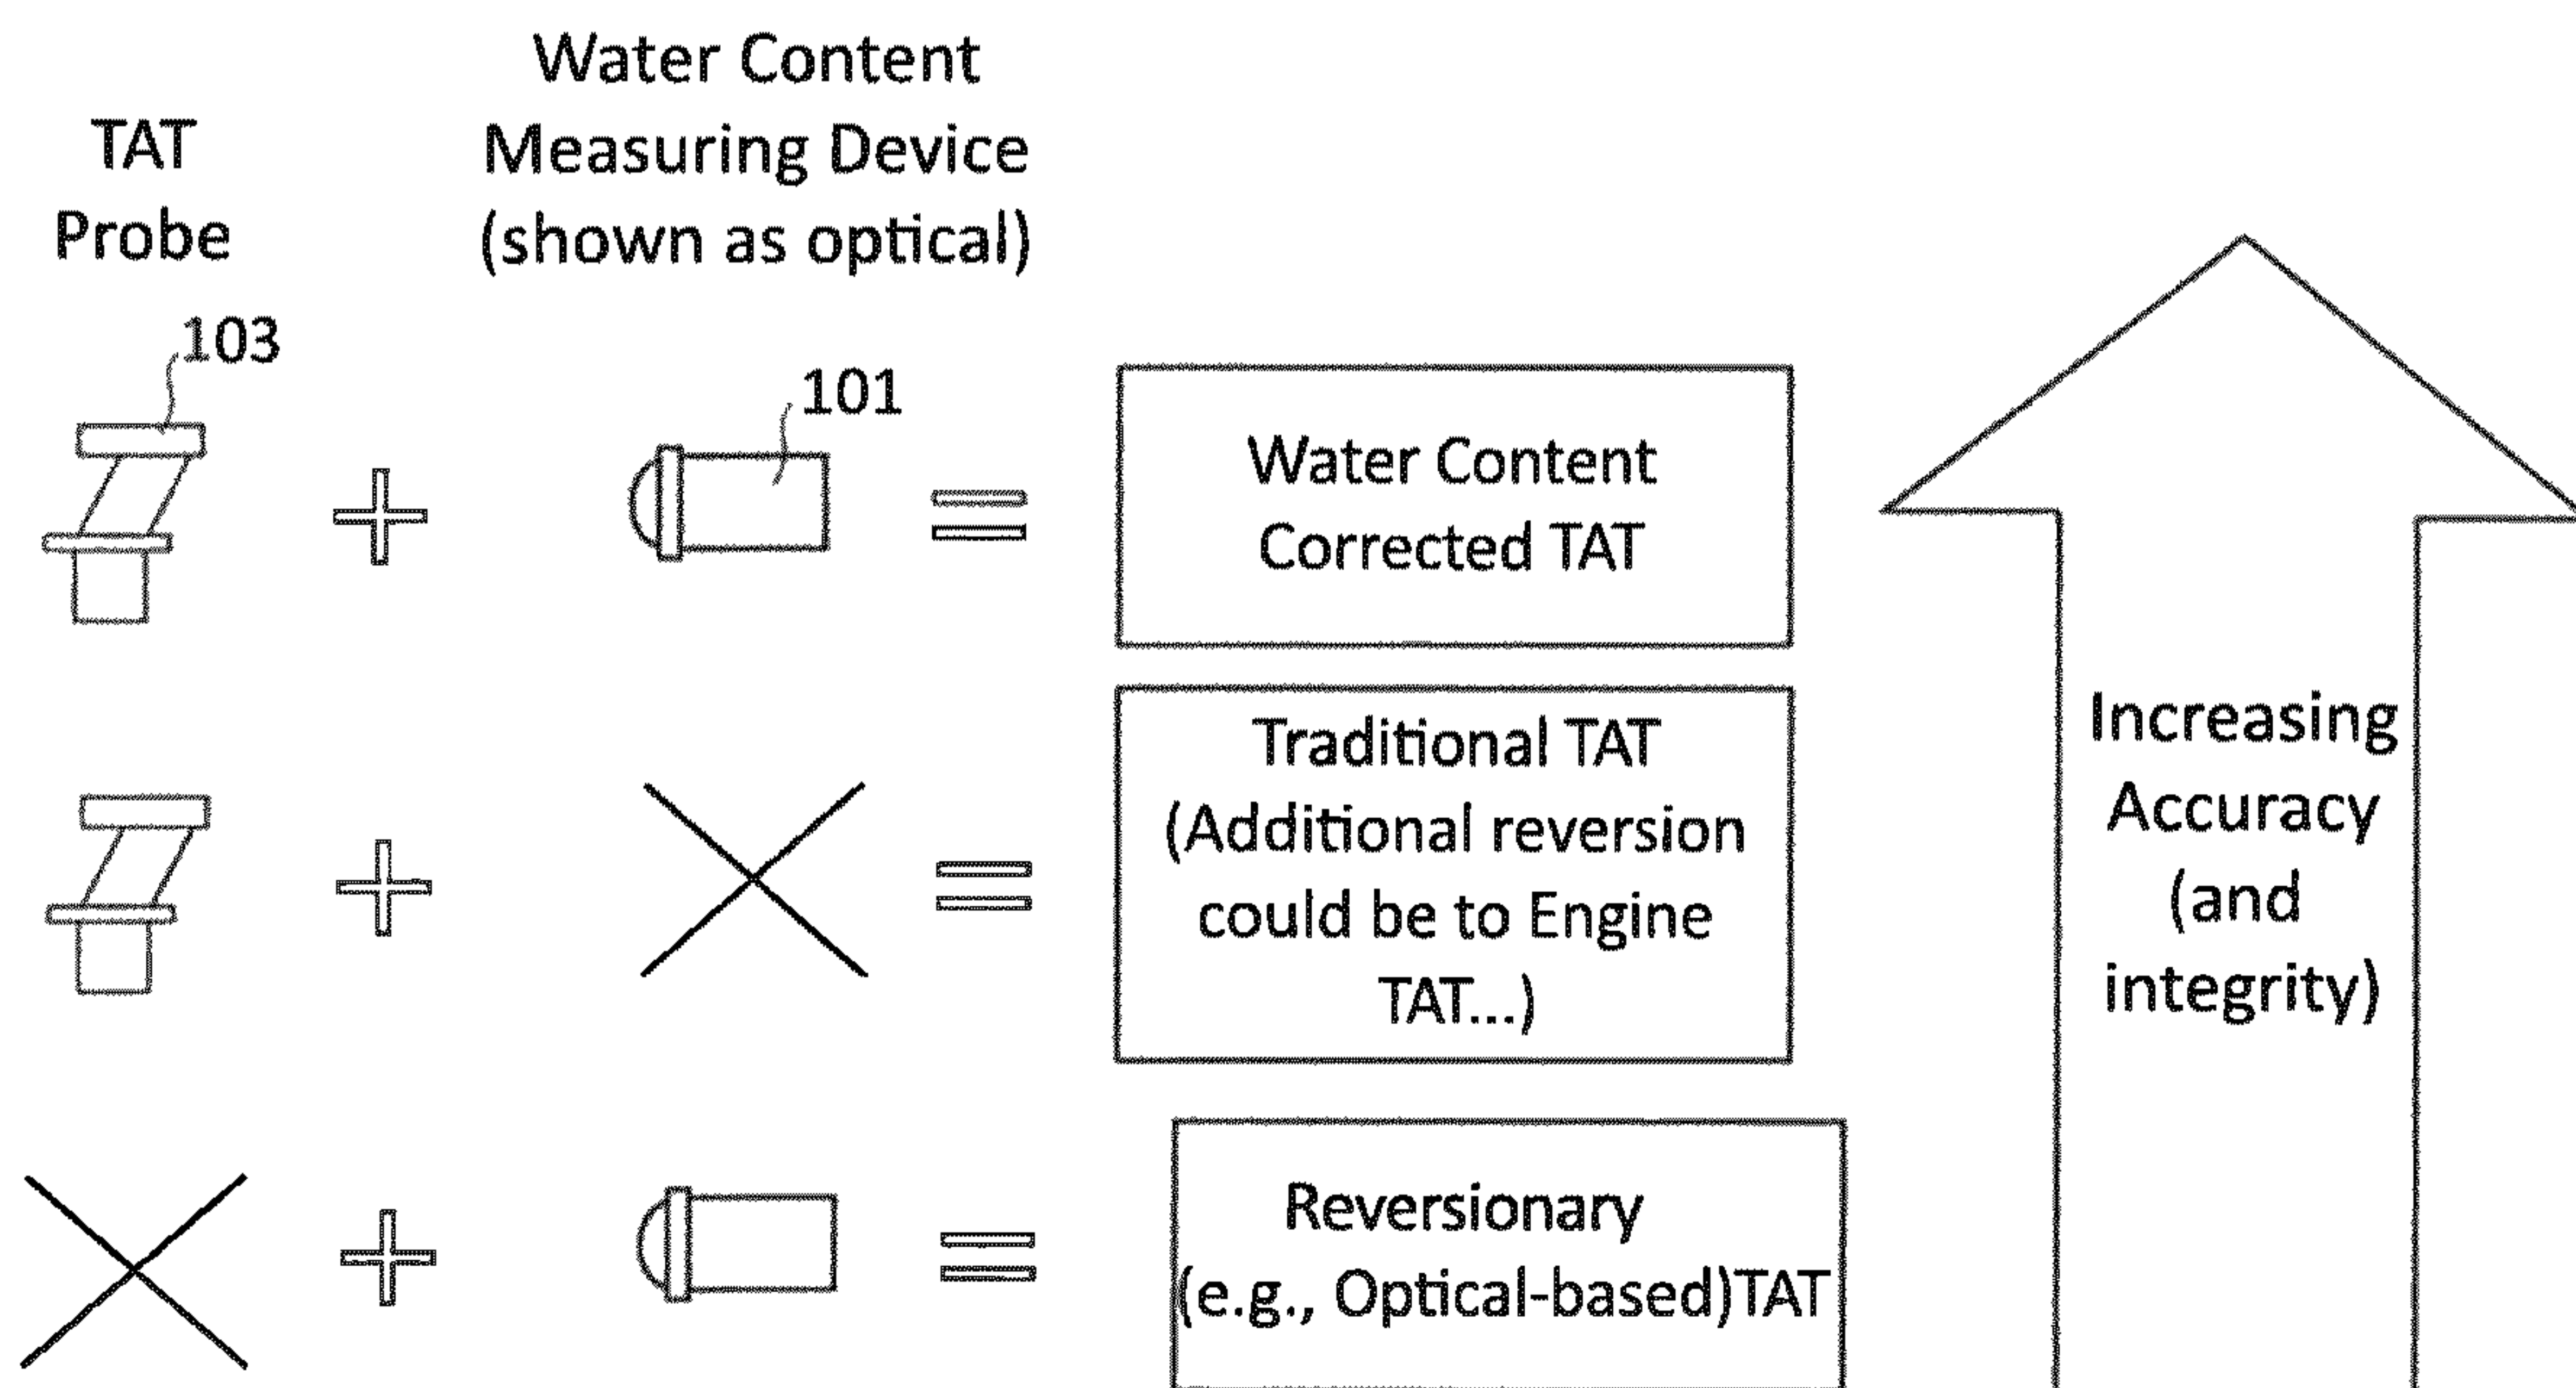 TAT
Probe
Water Content
Measuring Device
(shown as optical)
103
101
Water Content
Corrected TAT
Traditional TAT
(Additional reversion
could be to Engine
TAT...)
Reversionary
(e.g., Optical-based)TAT
Increasing
Accuracy
(and
integrity)